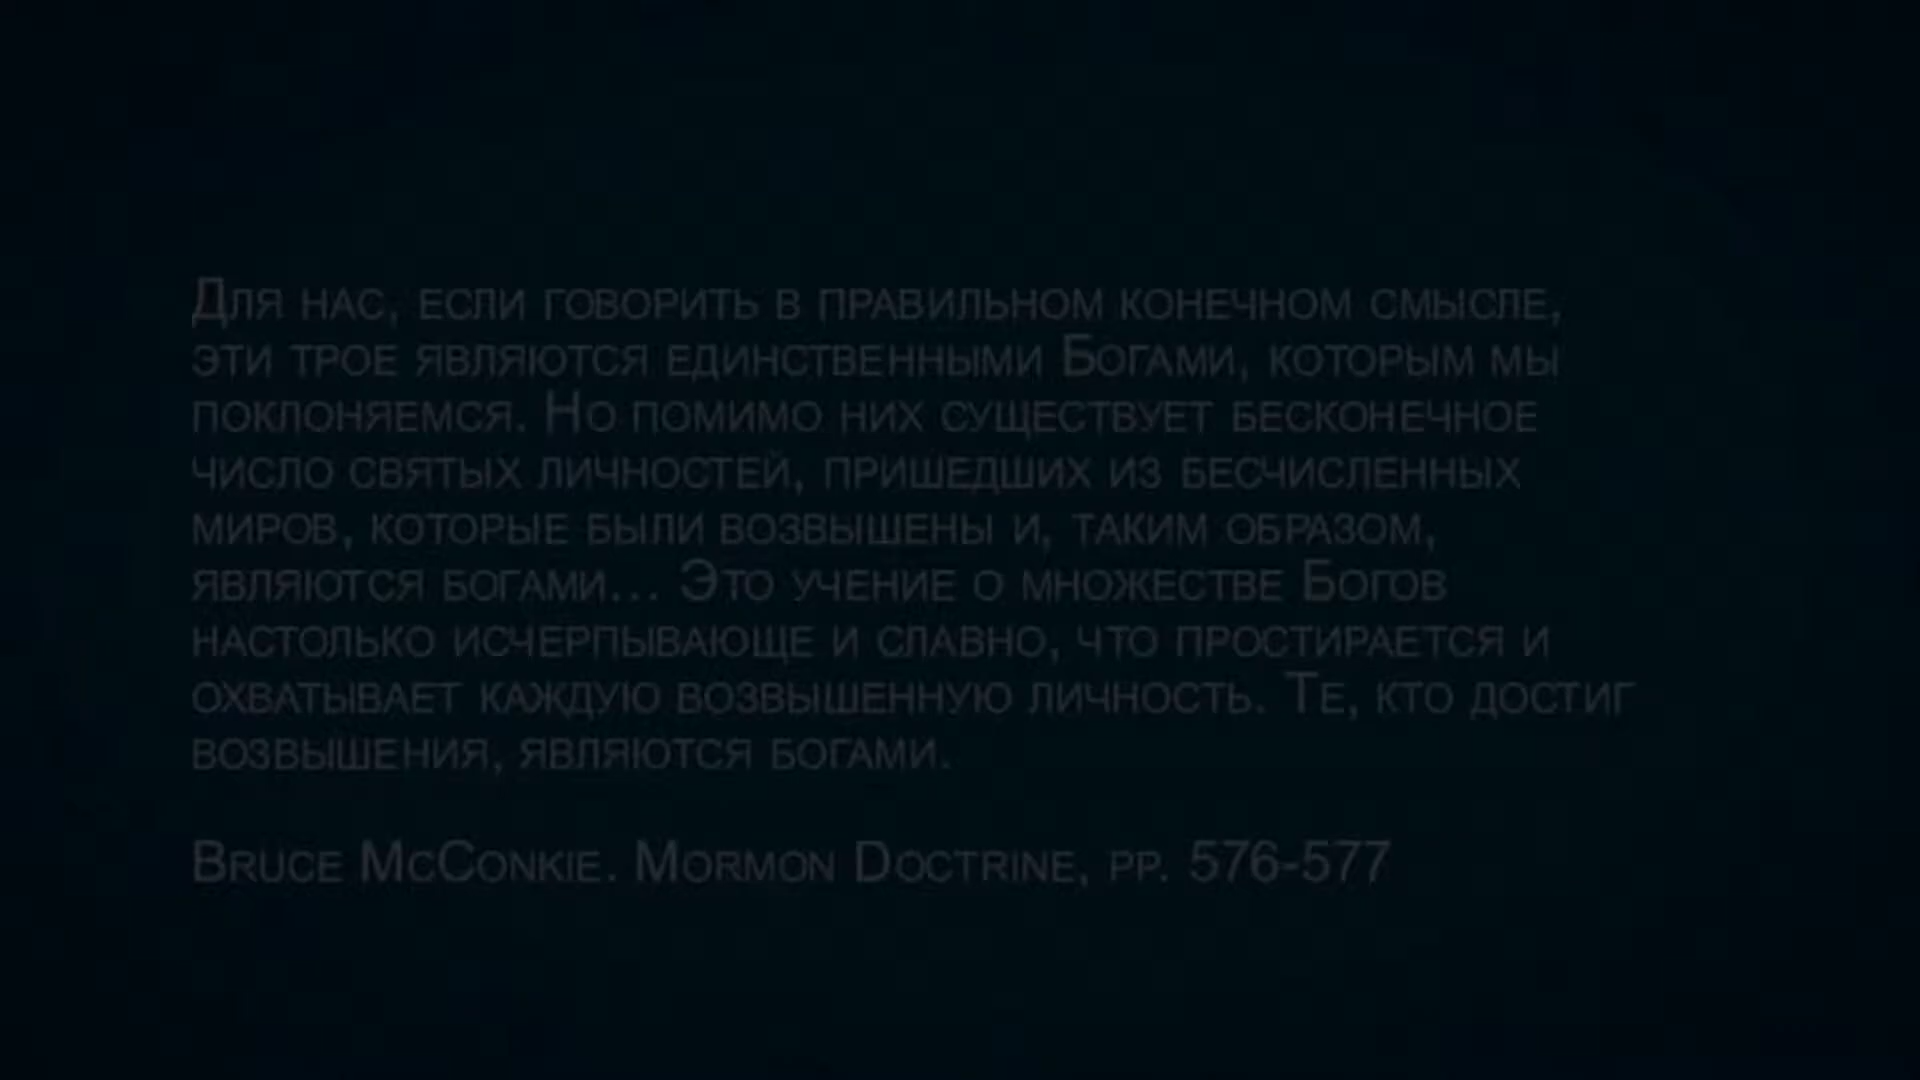 Для нас, если говорить в правильном конечном смысле,
эти трое являются единственными Богами, которым мы
поклоняемся. Но помимо них существует бесконечное
число святых личностей, пришедших из бесчисленных
миров, которые были возвышены и, таким образом,
являются богами... Это учение о множестве Богов
настолько исчерпывающе и славно, что простирается и
охватывает каждую возвышенную личность. Те, кто достиг
возвышения, являются богами.
Bruce McConkie. Mormon Doctrine, pp. 576-577